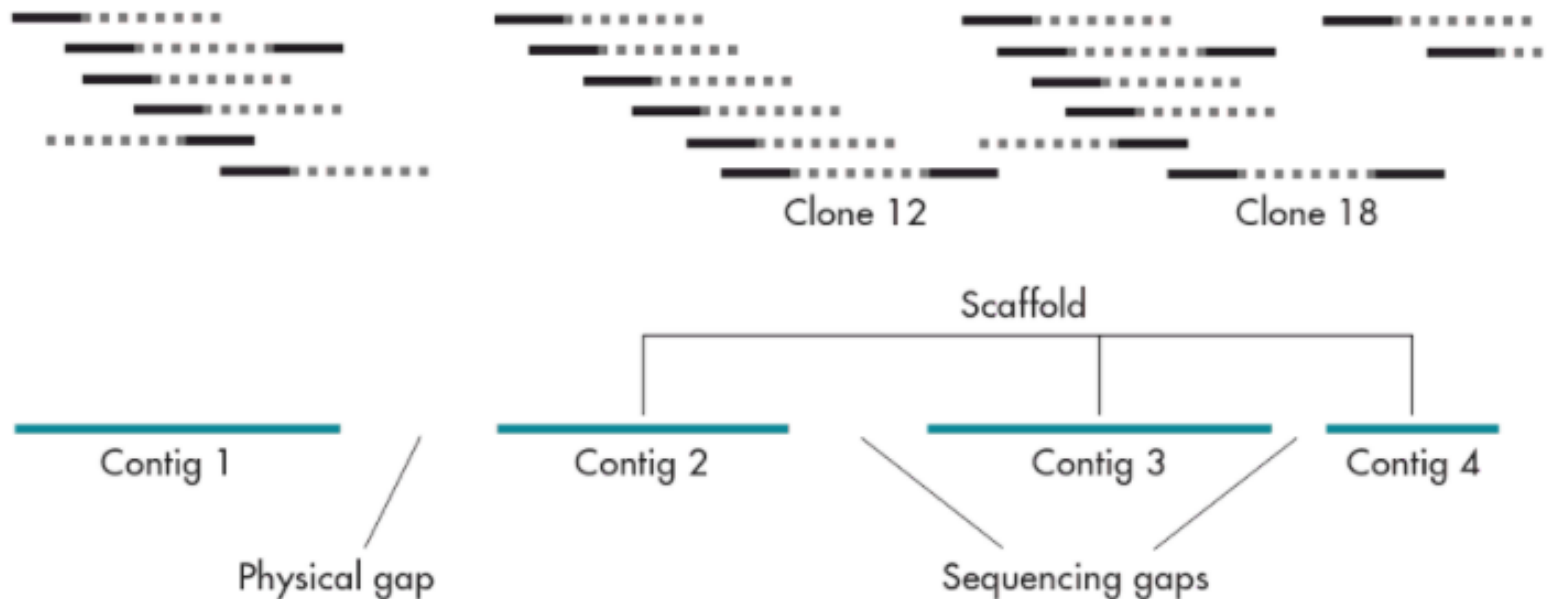 Clone 12
Clone 18
Scaffold
Contig 1
Contig 2
Contig 3
Contig 4
Physical gap
Sequencing gaps